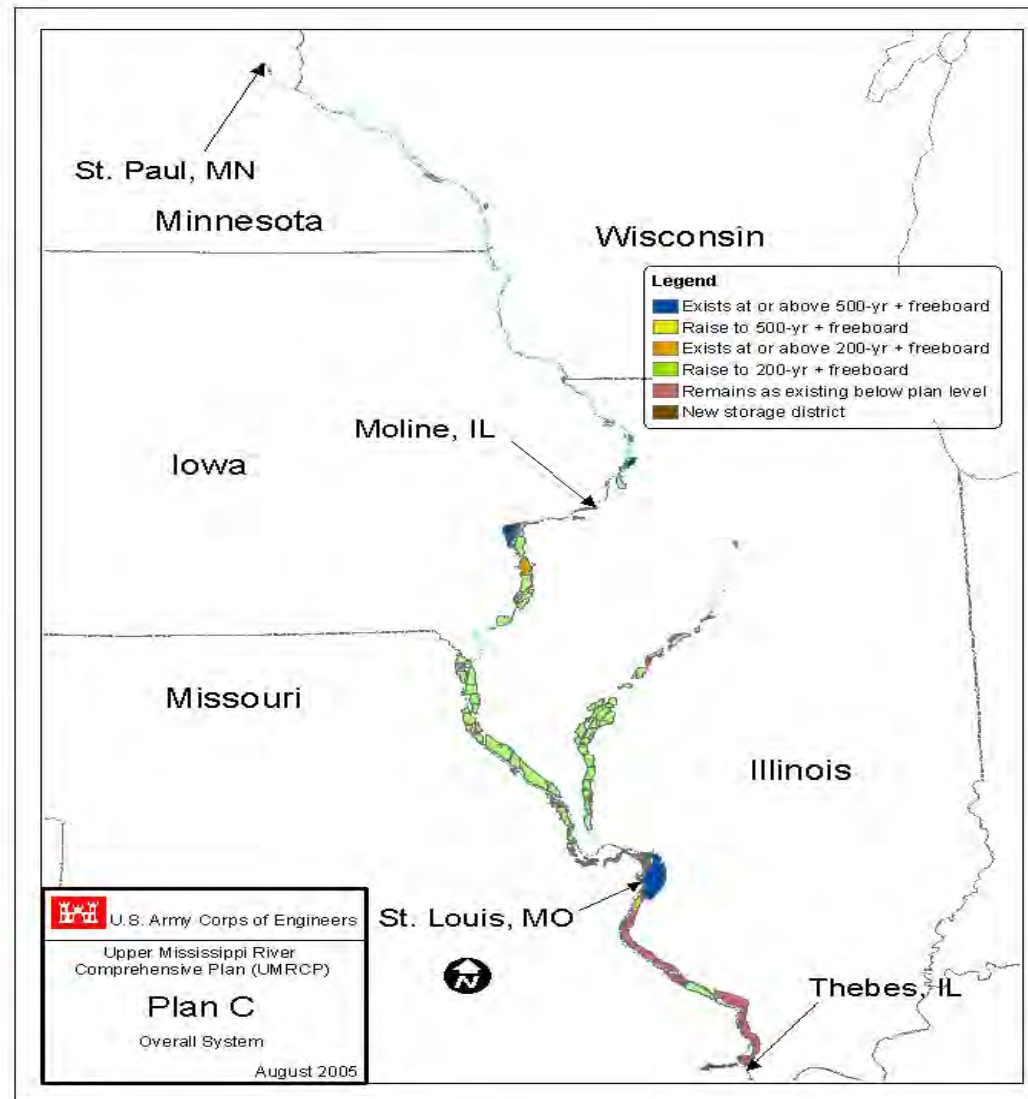 St. Paul, MN
Minnesota
Wisconsin
Legend
Exists at or above 500-yr + freeboard
Raise to 500-yr + freeboard
Exists at or above 200-yr + freeboard
Raise to 200-yr + freeboard
Remains as existing below plan level
New storage district
Moline, IL
Iowa
Missouri
Illinois
St. Louis, MO
Thebes, IL
N
U.S. Army Corps of Engineers
Upper Mississippi River
Comprehensive Plan (UMRCP)
Plan C
Overall System
August 2005